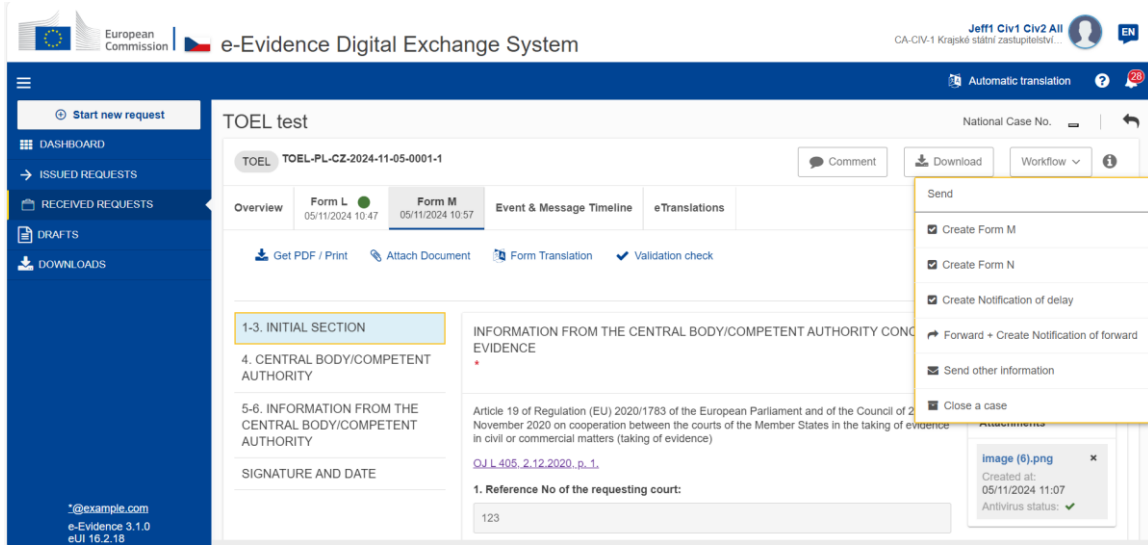 European
Commission
e-Evidence Digital Exchange System
Jeff1 Civ1 Civ2 All
CA-CIV-1 Krajské státní zastupitelství...
EN
Automatic translation
?
28
Start new request
DASHBOARD
ISSUED REQUESTS
RECEIVED REQUESTS
DRAFTS
DOWNLOADS
*@example.com
e-Evidence 3.1.0
eUI 16.2.18
TOEL test
National Case No.
TOEL TOEL-PL-CZ-2024-11-05-0001-1
Comment
Download
Workflow
Send
Create Form M
Create Form N
Create Notification of delay
Forward + Create Notification of forward
Send other information
Close a case
Overview
Form L
05/11/2024 10:47
Form M
05/11/2024 10:57
Event & Message Timeline
eTranslations
Get PDF / Print
Attach Document
Form Translation
Validation check
1-3. INITIAL SECTION
4. CENTRAL BODY/COMPETENT
AUTHORITY
5-6. INFORMATION FROM THE
CENTRAL BODY/COMPETENT
AUTHORITY
SIGNATURE AND DATE
INFORMATION FROM THE CENTRAL BODY/COMPETENT AUTHORITY CONC
EVIDENCE
*
Article 19 of Regulation (EU) 2020/1783 of the European Parliament and of the Council of 2
November 2020 on cooperation between the courts of the Member States in the taking of evidence
in civil or commercial matters (taking of evidence)
OJ L 405, 2.12.2020, p. 1.
1. Reference No of the requesting court:
123
Attachments
image (6).png
Created at:
05/11/2024 11:07
Antivirus status: